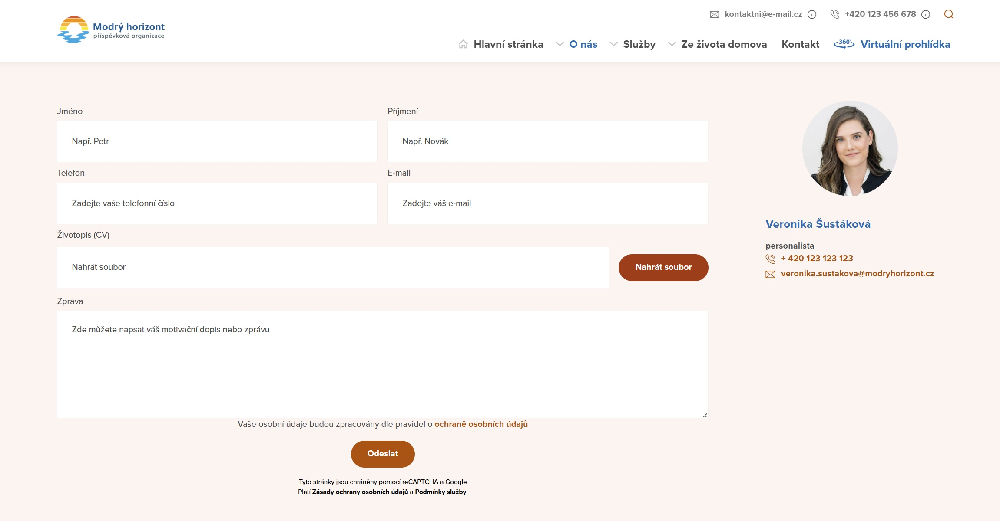 Modrý horizont
příspěvková organizace
kontaktni@e-mail.cz
+420 123 456 678
Hlavní stránka
O nás
Služby
Ze života domova
Kontakt
360°
Virtuální prohlídka
Jméno
Příjmení
Např. Petr
Např. Novák
Telefon
E-mail
Zadejte vaše telefonní číslo
Zadejte váš e-mail
Životopis (CV)
Nahrát soubor
Nahrát soubor
Zpráva
Zde můžete napsat váš motivační dopis nebo zprávu
Vaše osobní údaje budou zpracovány dle pravidel o ochraně osobních údajů
Odeslat
Tyto stránky jsou chráněny pomocí reCAPTCHA a Google
Platí Zásady ochrany osobních údajů a Podmínky služby.
Veronika Šustáková
personalista
+ 420 123 123 123
veronika.sustakova@modryhorizont.cz